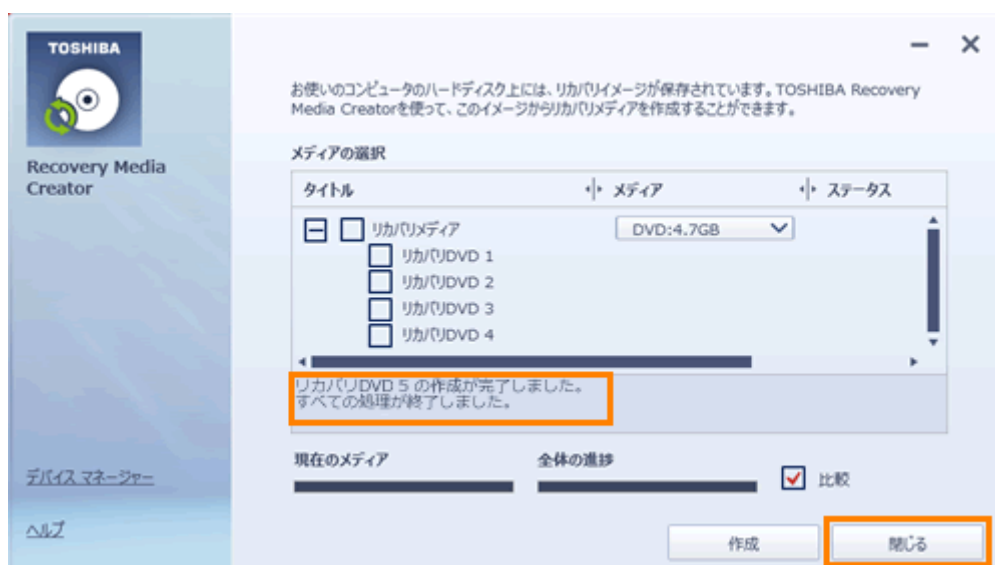 TOSHIBA
Recovery Media
Creator
デバイス マネージャー
ヘルプ
お使いのコンピュータのハードディスク上には、リカバリイメージが保存されています。TOSHIBA Recovery
Media Creatorを使って、このイメージからリカバリメディアを作成することができます。
メディアの選択
タイトル メディア ステータス
リカバリメディア DVD:4.7GB
リカバリDVD 1
リカバリDVD 2
リカバリDVD 3
リカバリDVD 4
リカバリDVD 5 の作成が完了しました。
すべての処理が終了しました。
現在のメディア 全体の進捗 比較
作成 閉じる